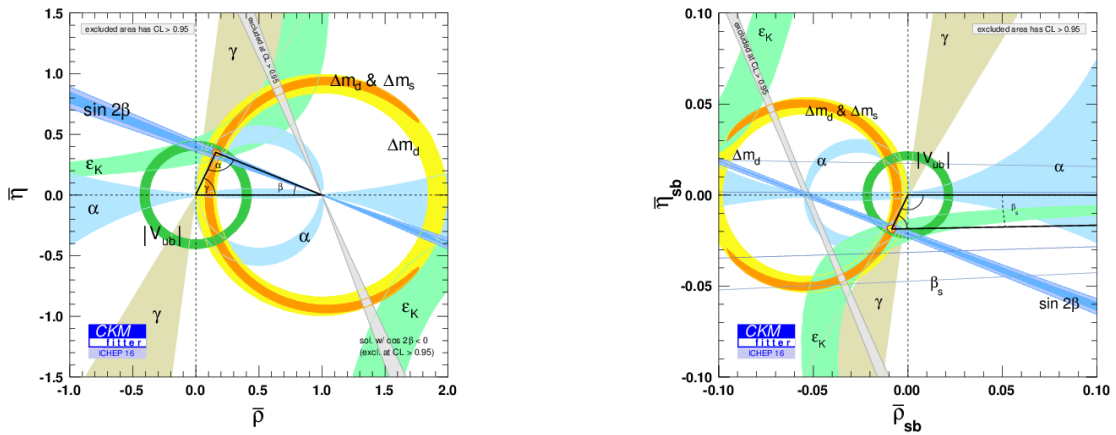 excluded area has CL > 0.95
excluded at CL > 0.95
γ
Δm_d & Δm_s
sin 2β
Δm_d
ε_K
α
α
β
γ
α
|V_ub|
γ
ε_K
sol. w/ cos 2β < 0
(excl. at CL > 0.95)
CKM
fitter
ICHEP 16
1.5
1.0
0.5
0.0
-0.5
-1.0
-1.5
η̄
-1.0
-0.5
0.0
0.5
1.0
1.5
2.0
ρ̄
excluded area has CL > 0.95
excluded at CL > 0.95
ε_K
γ
Δm_d & Δm_s
Δm_d
α
|V_ub|
α
β_s
β_s
sin 2β
γ
ε_K
CKM
fitter
ICHEP 16
0.10
0.05
0.00
-0.05
-0.10
η̄_sb
-0.10
-0.05
0.00
0.05
0.10
ρ̄_sb